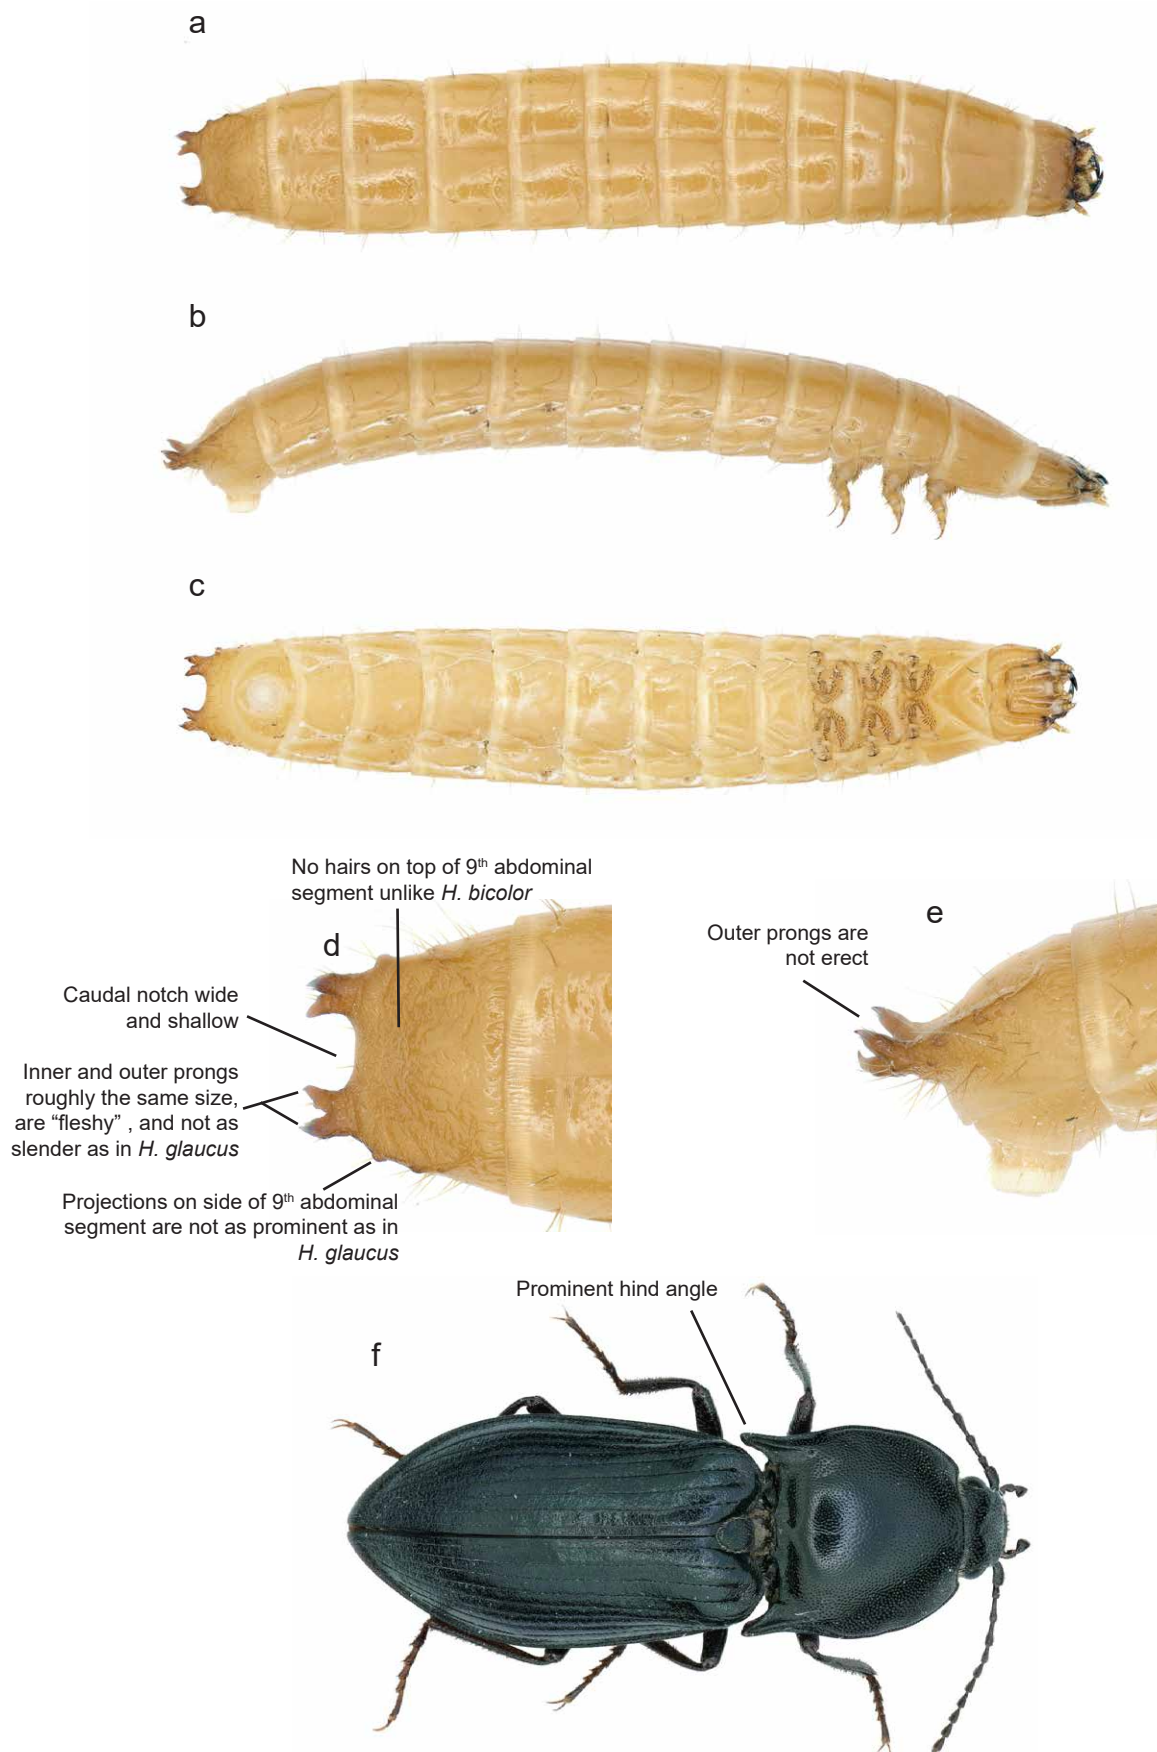 a
b
c
No hairs on top of 9th abdominal
segment unlike H. bicolor
d
e
Outer prongs are
not erect
Caudal notch wide
and shallow
Inner and outer prongs
roughly the same size,
are “fleshy” , and not as
slender as in H. glaucus
Projections on side of 9th abdominal
segment are not as prominent as in
H. glaucus
Prominent hind angle
f